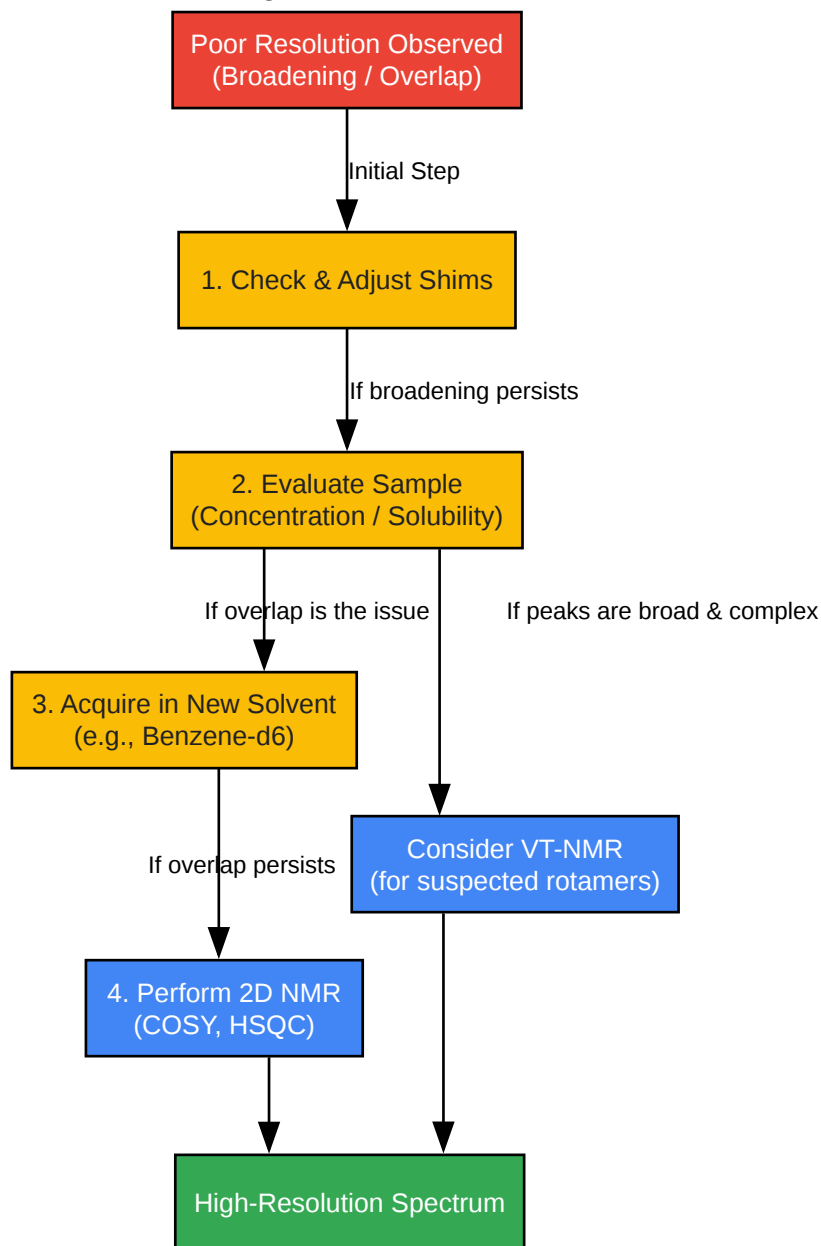 Poor Resolution Observed
(Broadening / Overlap)
Initial Step
1. Check & Adjust Shims
If broadening persists
2. Evaluate Sample
(Concentration / Solubility)
If overlap is the issue
If peaks are broad & complex
3. Acquire in New Solvent
(e.g., Benzene-d6)
If overlap persists
Consider VT-NMR
(for suspected rotamers)
4. Perform 2D NMR
(COSY, HSQC)
High-Resolution Spectrum